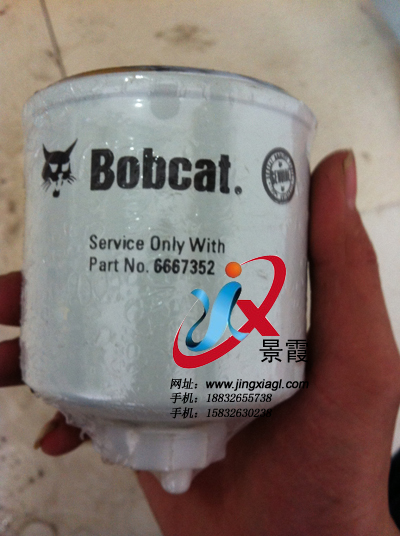 Bobcat.
Service Only With
Part No. 6667352
景霞
网址：www.jingxiagl.com
手机：18832655738
手机：15832630238